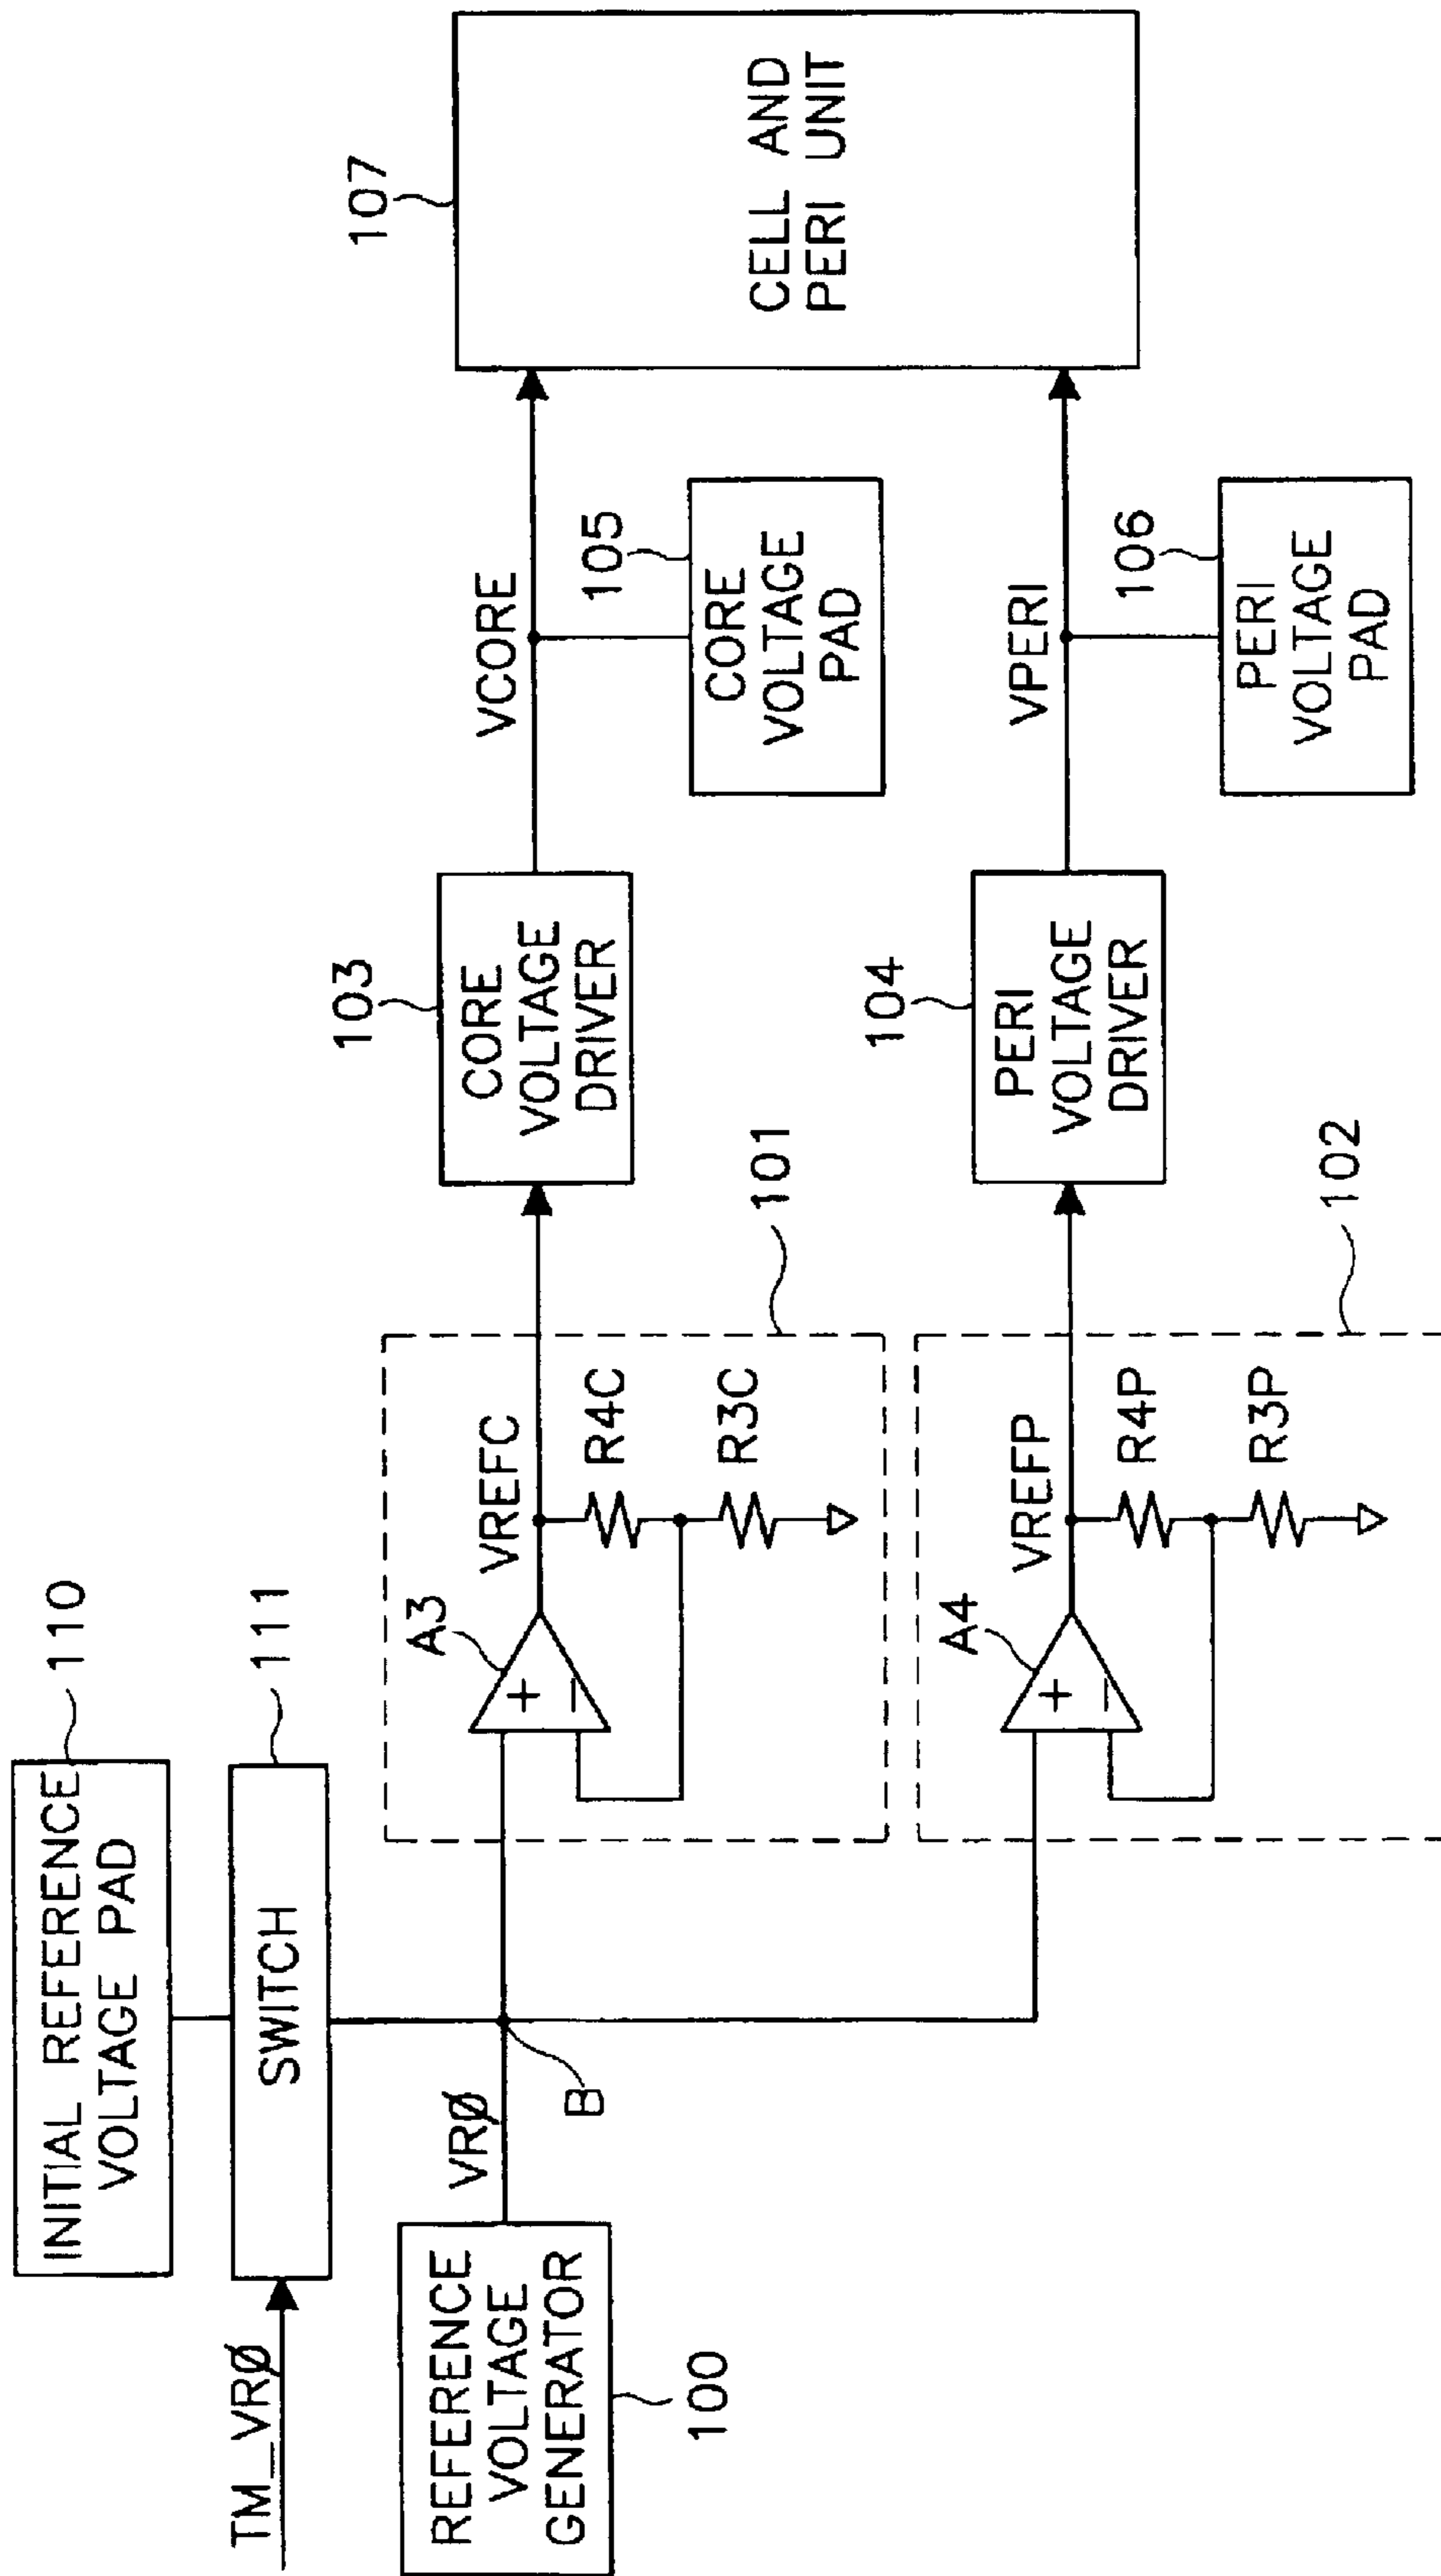 INITIAL REFERENCE
VOLTAGE PAD
110
TM_VRØ
SWITCH
111
REFERENCE
VOLTAGE
GENERATOR
100
VRØ
B
A3
+
−
VREFC
R4C
R3C
101
CORE
VOLTAGE
DRIVER
103
VCORE
CORE
VOLTAGE
PAD
105
CELL AND
PERI UNIT
107
A4
+
−
VREFP
R4P
R3P
102
PERI
VOLTAGE
DRIVER
104
VPERI
PERI
VOLTAGE
PAD
106